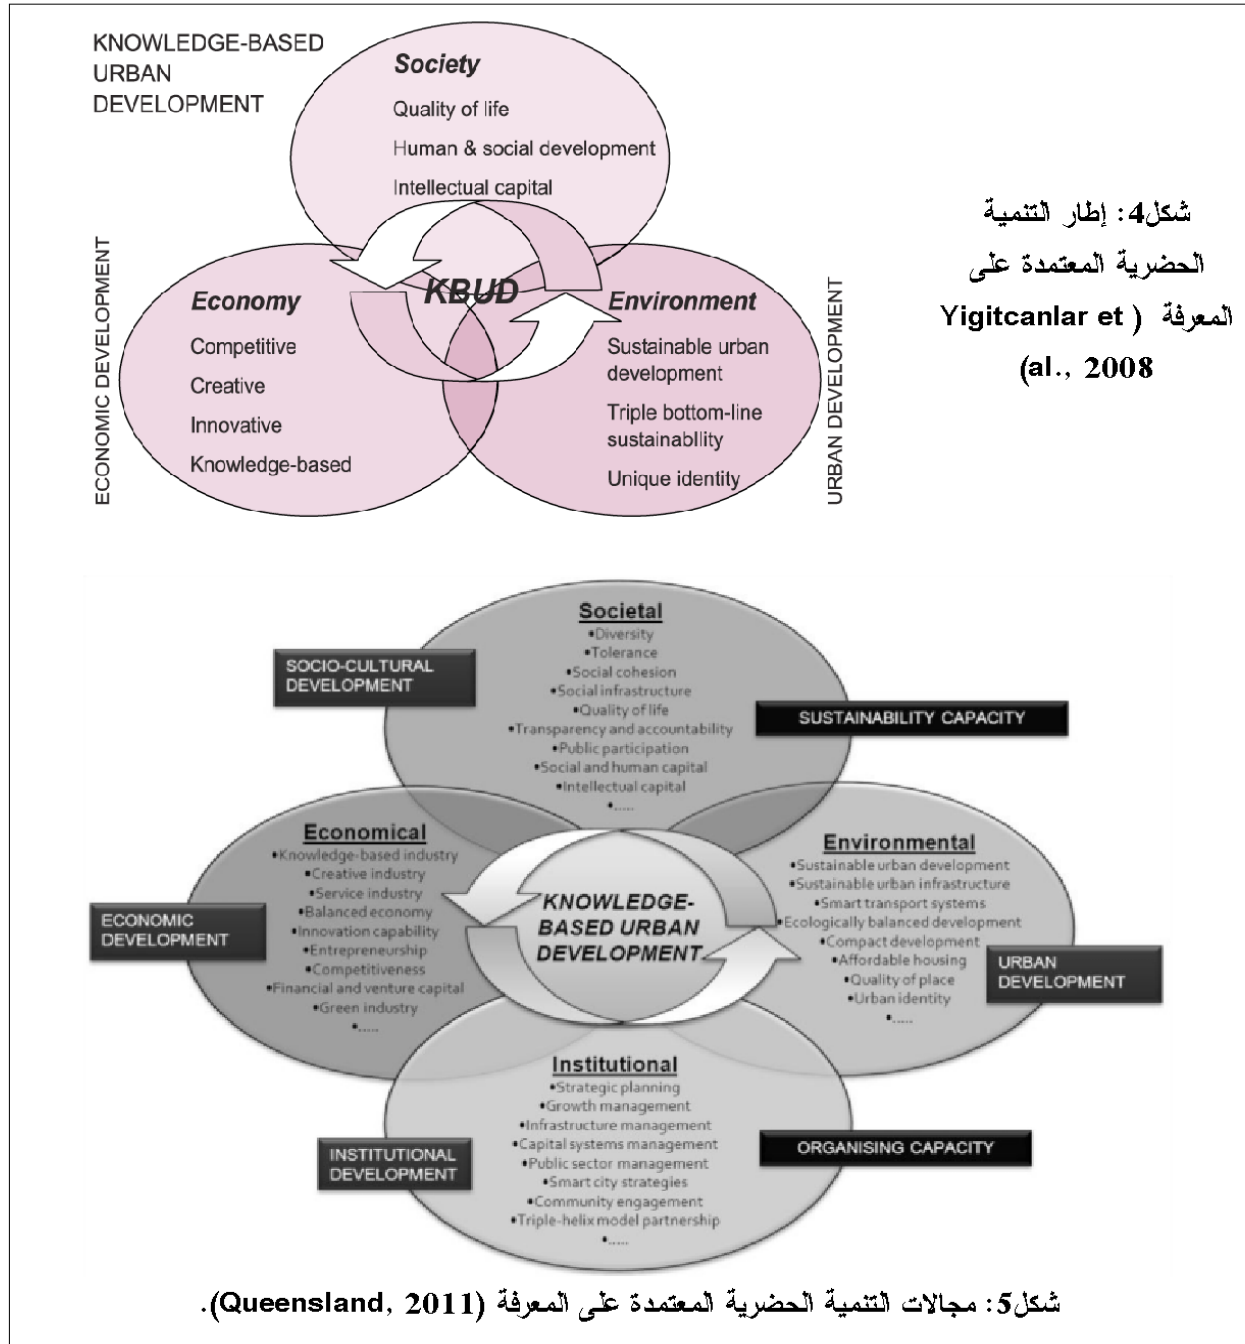 KNOWLEDGE-BASED
URBAN
DEVELOPMENT
Society
Quality of life
Human & social development
Intellectual capital
KBUD
ECONOMIC DEVELOPMENT
Economy
Competitive
Creative
Innovative
Knowledge-based
Environment
Sustainable urban
development
Triple bottom-line
sustainability
Unique identity
URBAN DEVELOPMENT
شكل4: إطار التنمية
الحضرية المعتمدة على
المعرفة (Yigitcanlar et
al., 2008)
SOCIO-CULTURAL
DEVELOPMENT
Societal
•Diversity
•Tolerance
•Social cohesion
•Social infrastructure
•Quality of life
•Transparency and accountability
•Public participation
•Social and human capital
•Intellectual capital
•.....
SUSTAINABILITY CAPACITY
ECONOMIC
DEVELOPMENT
Economical
•Knowledge-based industry
•Creative industry
•Service industry
•Balanced economy
•Innovation capability
•Entrepreneurship
•Competitiveness
•Financial and venture capital
•Green industry
•.....
KNOWLEDGE-
BASED URBAN
DEVELOPMENT
Environmental
•Sustainable urban development
•Sustainable urban infrastructure
•Smart transport systems
•Ecologically balanced development
•Compact development
•Affordable housing
•Quality of place
•Urban identity
•.....
URBAN
DEVELOPMENT
INSTITUTIONAL
DEVELOPMENT
Institutional
•Strategic planning
•Growth management
•Infrastructure management
•Capital systems management
•Public sector management
•Smart city strategies
•Community engagement
•Triple-helix model partnership
•.....
ORGANISING CAPACITY
شكل5: مجالات التنمية الحضرية المعتمدة على المعرفة (Queensland, 2011).